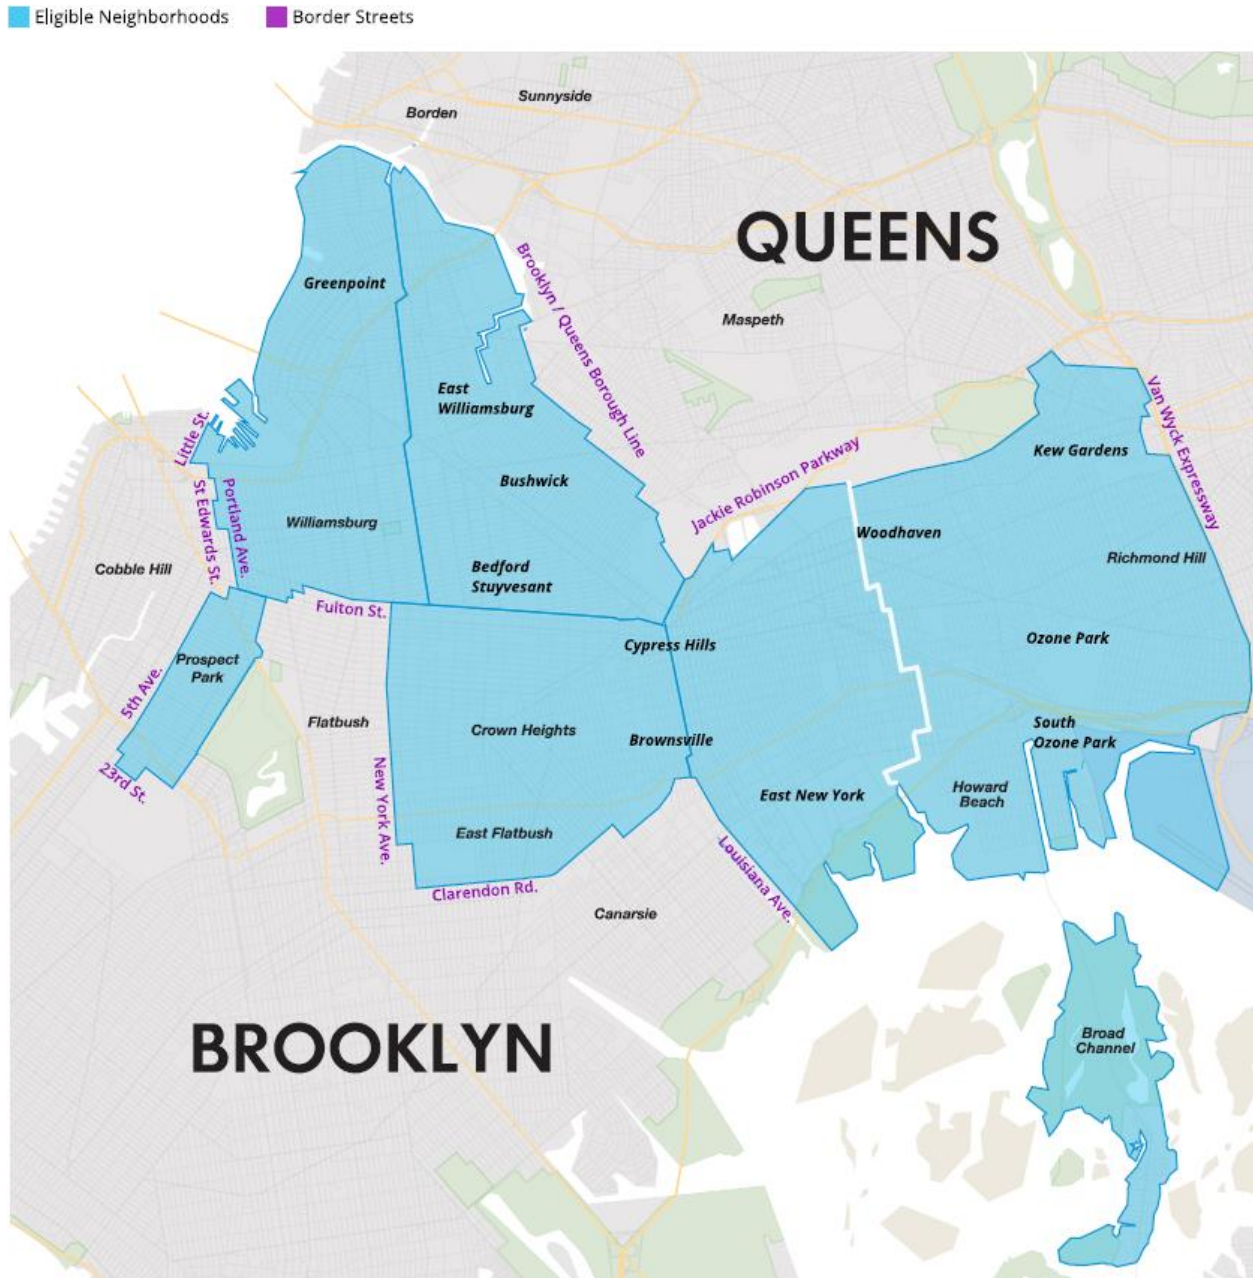 Eligible Neighborhoods
Border Streets
Sunnyside
Borden
QUEENS
Brooklyn / Queens Borough Line
Greenpoint
Maspeth
East
Williamsburg
Van Wyck Expressway
Little St.
Jackie Robinson Parkway
Kew Gardens
Bushwick
St Edwards St.
Portland Ave.
Williamsburg
Woodhaven
Richmond Hill
Cobble Hill
Bedford
Stuyvesant
Fulton St.
Cypress Hills
Ozone Park
Prospect
Park
5th Ave.
Flatbush
Crown Heights
Brownsville
South
Ozone Park
23rd St.
New York Ave.
East New York
Howard
Beach
East Flatbush
Louisiana Ave.
Clarendon Rd.
Canarsie
BROOKLYN
Broad
Channel